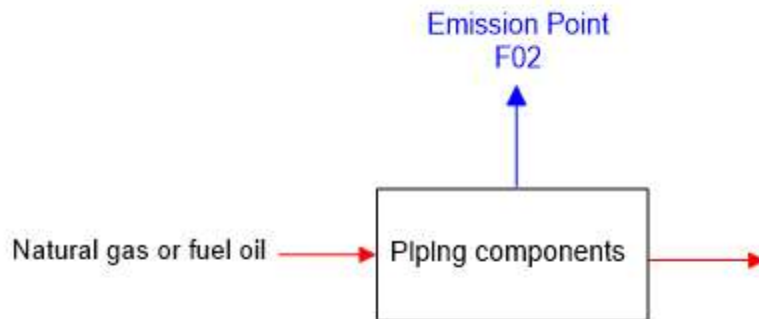 Emission Point
F02
Natural gas or fuel oil
Piping components